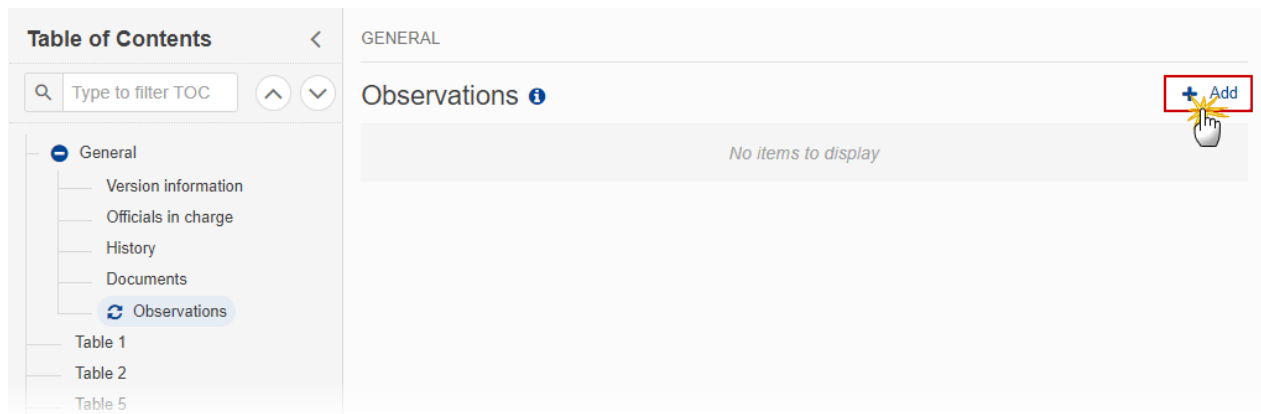 Table of Contents
Type to filter TOC
General
Version information
Officials in charge
History
Documents
Observations
Table 1
Table 2
Table 5
GENERAL
Observations
Add
No items to display